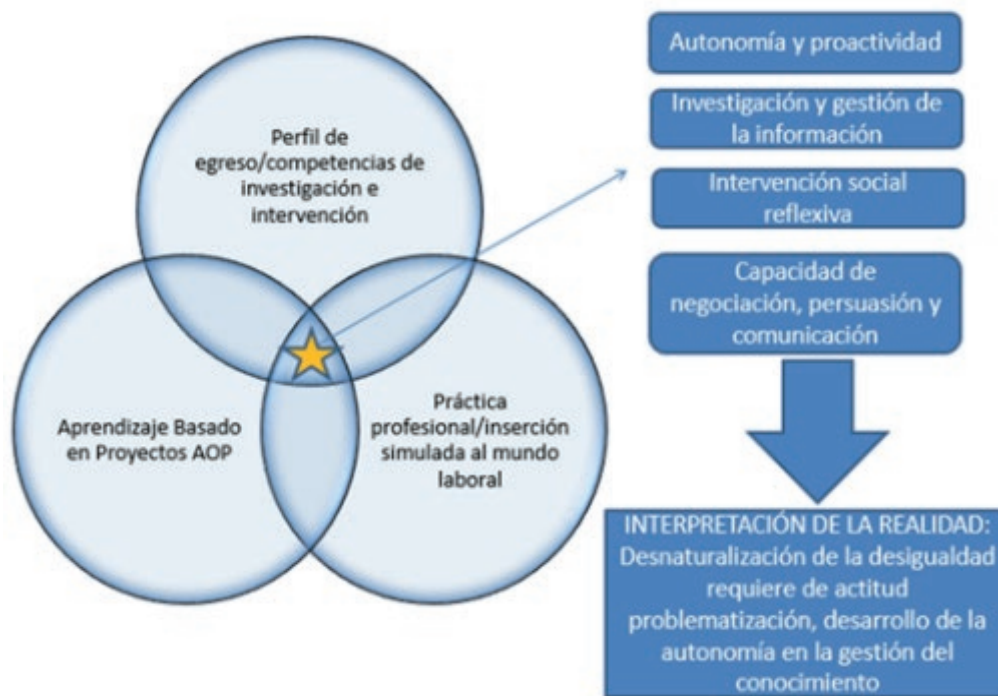 Perfil de
egreso/competencias de
investigación e
intervención
Aprendizaje Basado
en Proyectos AOP
Práctica
profesional/inserción
simulada al mundo
laboral
Autonomía y proactividad
Investigación y gestión de
la información
Intervención social
reflexiva
Capacidad de
negociación, persuasión y
comunicación
INTERPRETACIÓN DE LA REALIDAD:
Desnaturalización de la desigualdad
requiere de actitud
problematización, desarrollo de la
autonomía en la gestión del
conocimiento